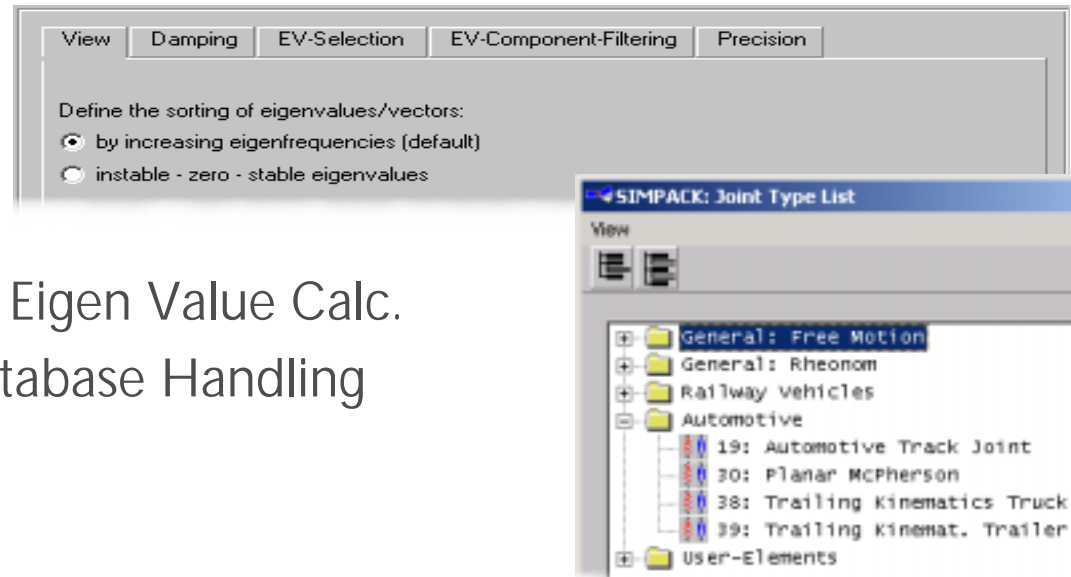 View Damping EV-Selection EV-Component-Filtering Precision
Define the sorting of eigenvalues/vectors:
by increasing eigenfrequencies (default)
instable - zero - stable eigenvalues
SIMPACK: Joint Type List
View
Eigen Value Calc.
tabase Handling
General: Free Motion
General: Rheonom
Railway Vehicles
Automotive
19: Automotive Track Joint
30: Planar McPherson
38: Trailing Kinematics Truck
39: Trailing Kinemat. Trailer
User-Elements